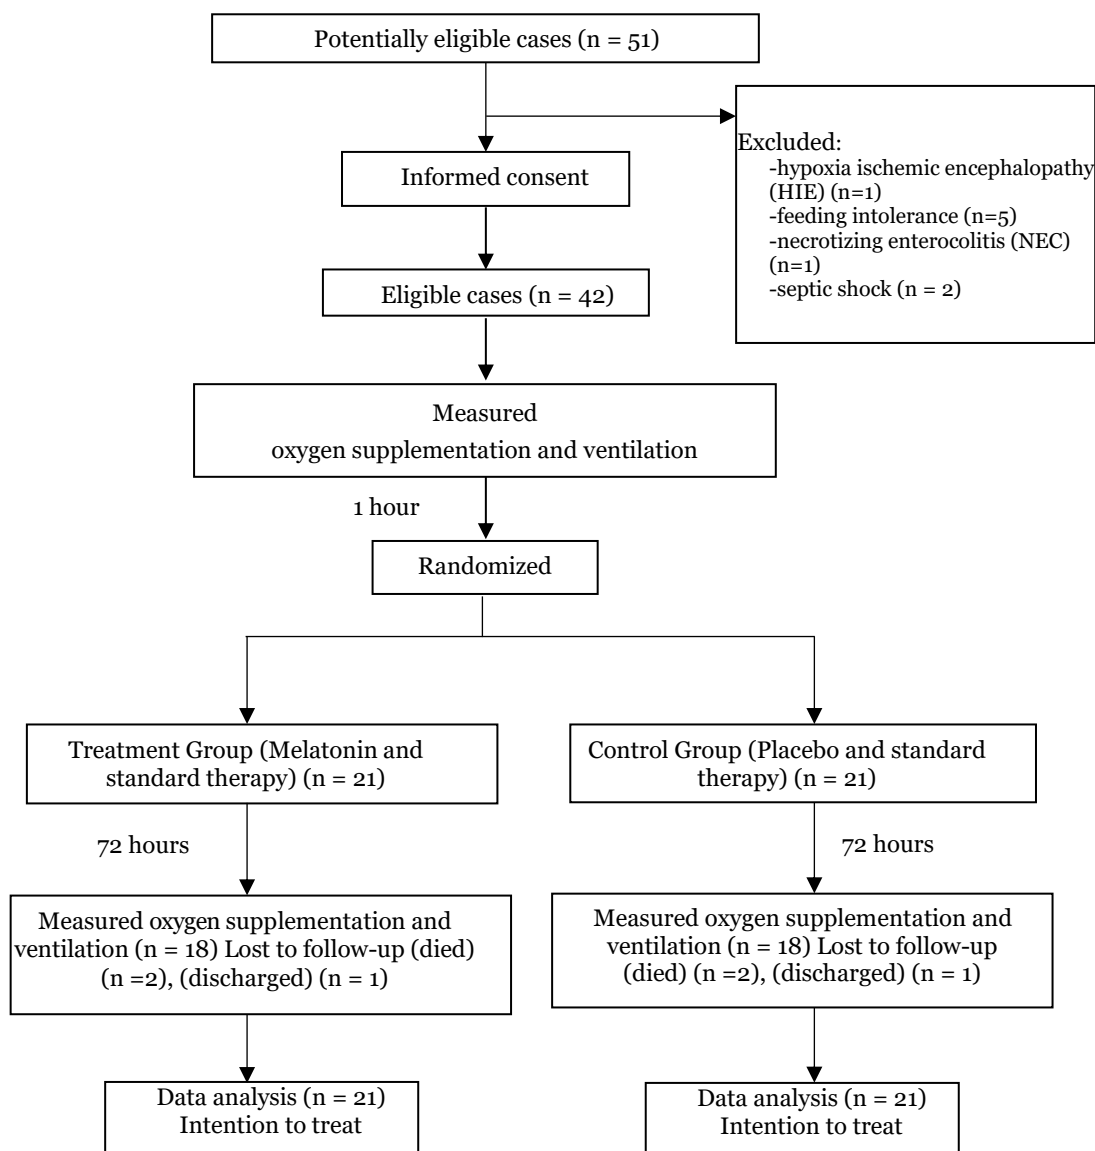 Potentially eligible cases (n = 51)
Excluded:
-hypoxia ischemic encephalopathy
(HIE) (n=1)
-feeding intolerance (n=5)
-necrotizing enterocolitis (NEC)
(n=1)
-septic shock (n = 2)
Informed consent
Eligible cases (n = 42)
Measured
oxygen supplementation and ventilation
1 hour
Randomized
Treatment Group (Melatonin and
standard therapy) (n = 21)
Control Group (Placebo and standard
therapy) (n = 21)
72 hours
72 hours
Measured oxygen supplementation and
ventilation (n = 18) Lost to follow-up (died)
(n =2), (discharged) (n = 1)
Measured oxygen supplementation and
ventilation (n = 18) Lost to follow-up
(died) (n =2), (discharged) (n = 1)
Data analysis (n = 21)
Intention to treat
Data analysis (n = 21)
Intention to treat